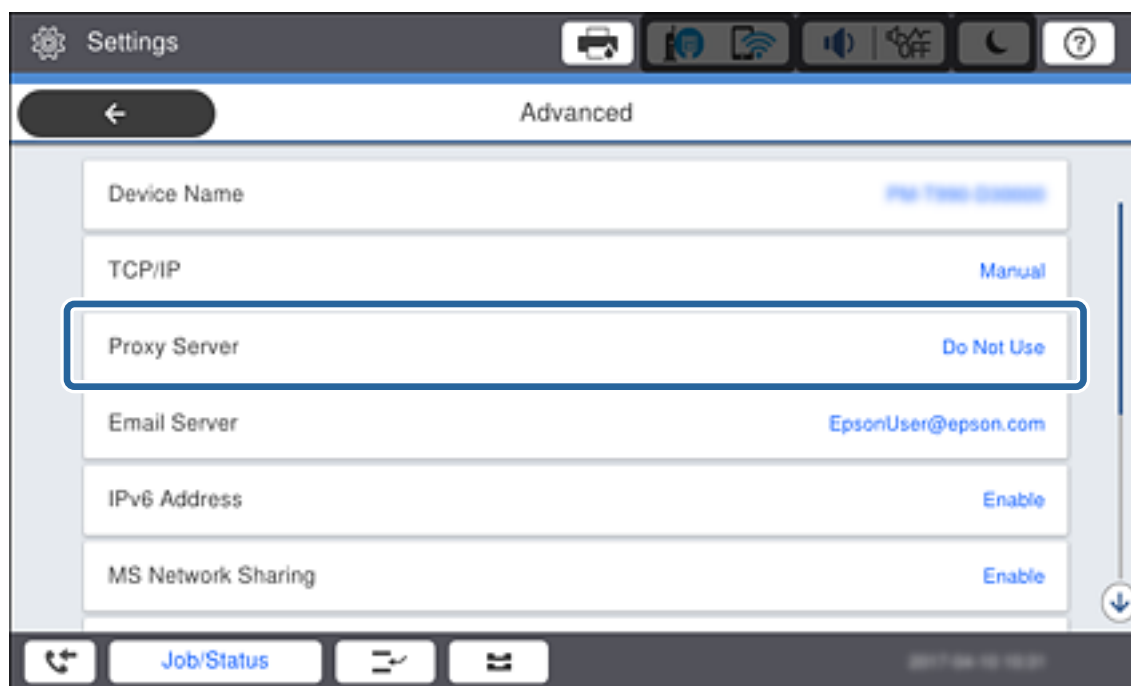 Settings
OFF
Advanced
Device Name
TCP/IP Manual
Proxy Server Do Not Use
Email Server EpsonUser@epson.com
IPv6 Address Enable
MS Network Sharing Enable
Job/Status